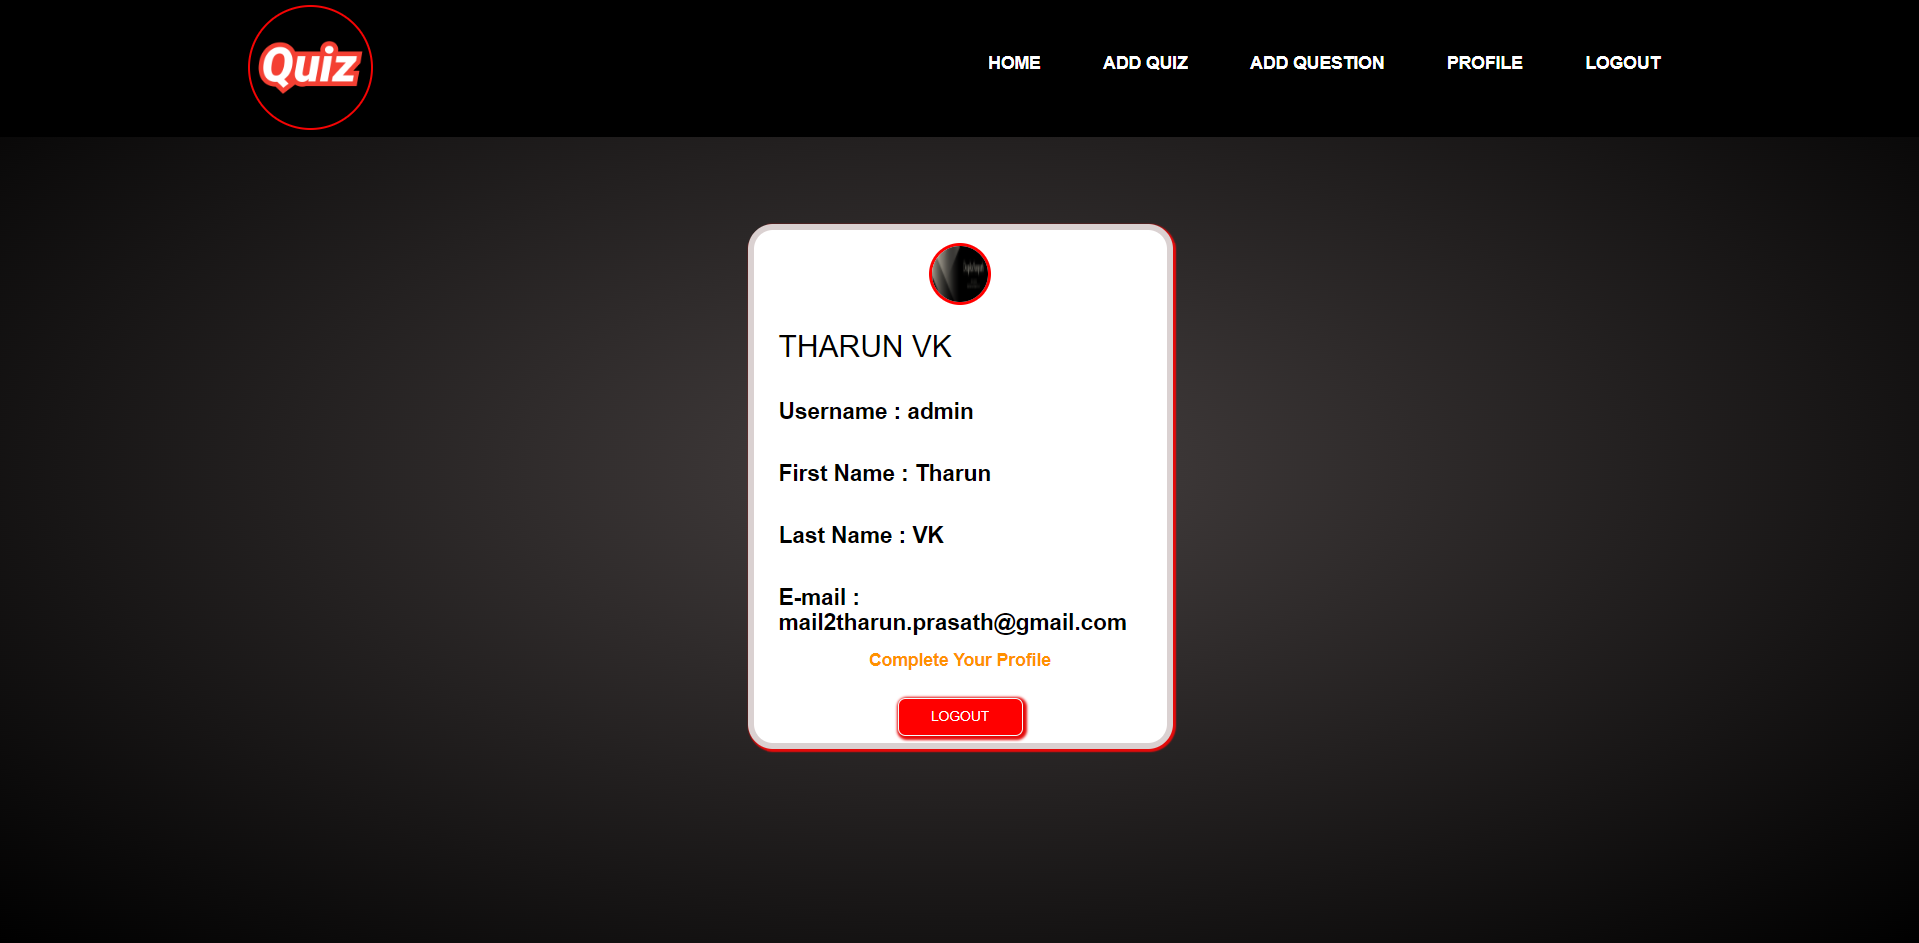 Quiz
HOME ADD QUIZ ADD QUESTION PROFILE LOGOUT
THARUN VK
Username : admin
First Name : Tharun
Last Name : VK
E-mail :
mail2tharun.prasath@gmail.com
Complete Your Profile
LOGOUT